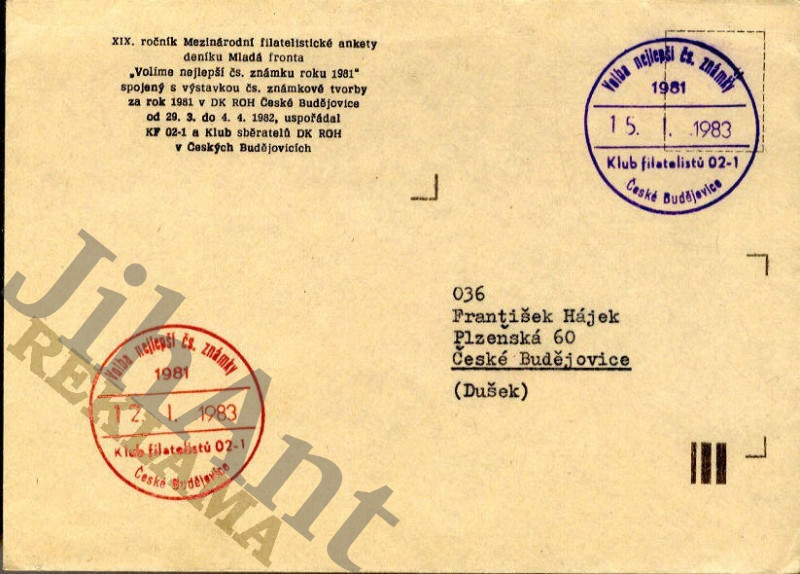 XIX. ročník Mezinárodní filatelistické ankety
deníku Mladá fronta
„Volíme nejlepší čs. známku roku 1981"
spojený s výstavkou čs. známkové tvorby
za rok 1981 v DK ROH České Budějovice
od 29. 3. do 4. 4. 1982, uspořádal
KF 02-1 a Klub sběratelů DK ROH
v Českých Budějovicích
Volba nejlepší čs. známky
1981
15. I. 1983
Klub filatelistů 02-1
České Budějovice
036
František Hájek
Plzeňská 60
České Budějovice
(Dušek)
Volba nejlepší čs. známky
1981
12. I. 1983
Klub filatelistů 02-1
České Budějovice
JihAnt
REKLAMA